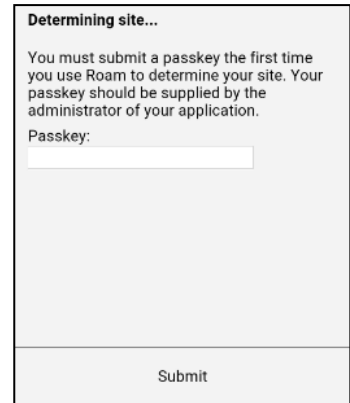 Determining site...
You must submit a passkey the first time
you use Roam to determine your site. Your
passkey should be supplied by the
administrator of your application.
Passkey:
Submit